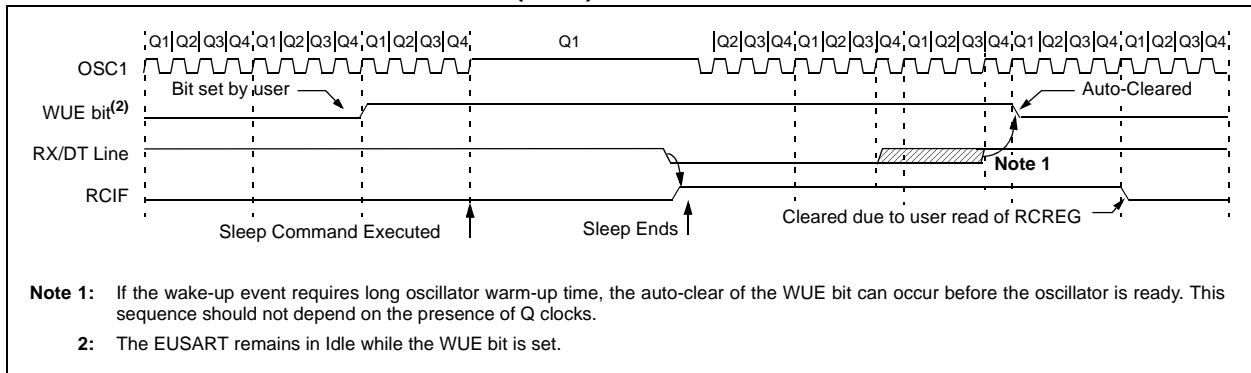 Q1 Q2 Q3 Q4 Q1 Q2 Q3 Q4 Q1 Q2 Q3 Q4 Q1 Q2 Q3 Q4 Q1 Q2 Q3 Q4 Q1 Q2 Q3 Q4 Q1 Q2 Q3 Q4 Q1 Q2 Q3 Q4
OSC1
Bit set by user
Auto-Cleared
WUE bit(2)
RX/DT Line
Note 1
RCIF
Cleared due to user read of RCREG
Sleep Command Executed
Sleep Ends
Note 1: If the wake-up event requires long oscillator warm-up time, the auto-clear of the WUE bit can occur before the oscillator is ready. This
sequence should not depend on the presence of Q clocks.
2: The EUSART remains in Idle while the WUE bit is set.